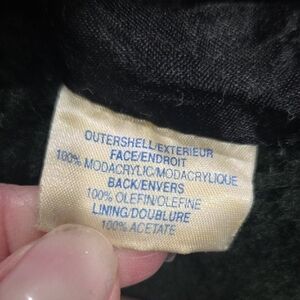 OUTERSHELL/EXTERIEUR
FACE/ENDROIT
100% MODACRYLIC/MODACRYLIQUE
BACK/ENVERS
100% OLEFIN/OLEFINE
LINING/DOUBLURE
100% ACETATE